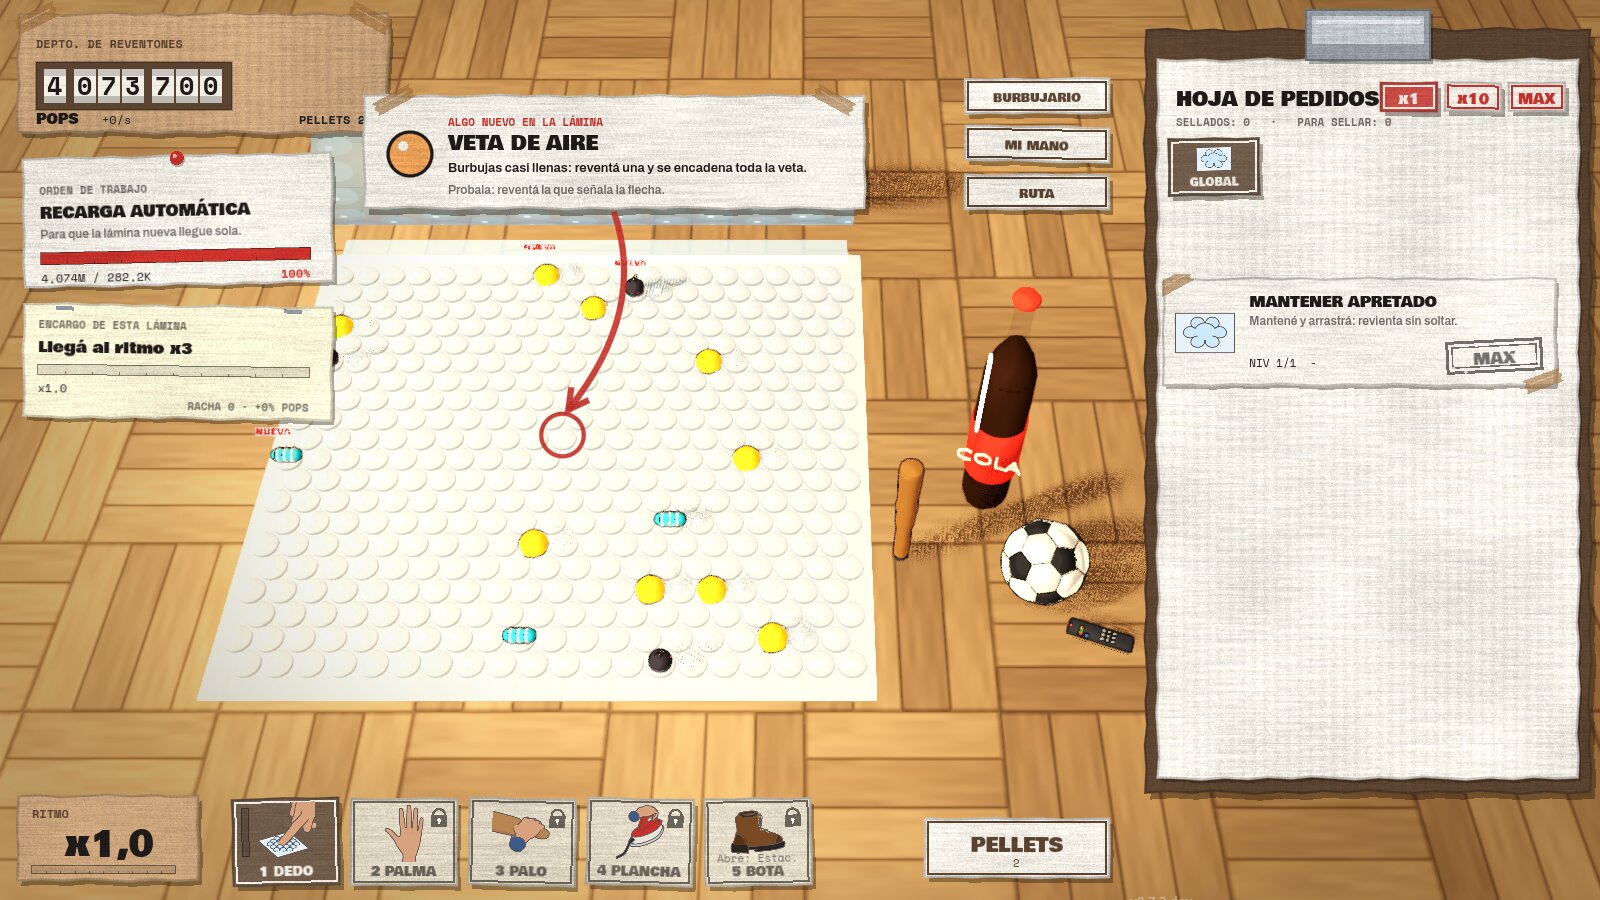 DEPTO. DE REVENTONES
4 073 700
POPS +0/s PELLETS 2
ORDEN DE TRABAJO
RECARGA AUTOMÁTICA
Para que la lámina nueva llegue sola.
4.074M / 282.2K 100%
ENCARGO DE ESTA LÁMINA
Llegá al ritmo x3
x1.0
RACHA 0 · +0% POPS
ALGO NUEVO EN LA LÁMINA
VETA DE AIRE
Burbujas casi llenas: reventá una y se encadena toda la veta.
Probala: reventá la que señala la flecha.
NUEVA
BURBUJARIO
MI MANO
RUTA
COLA
HOJA DE PEDIDOS x1 x10 MAX
SELLADOS: 0 · PARA SELLAR: 0
GLOBAL
MANTENER APRETADO
Mantené y arrastrá: revienta sin soltar.
NIV 1/1 -
MAX
RITMO
x1,0
1 DEDO
2 PALMA
3 PALO
4 PLANCHA
Abre: Estac.
5 BOTA
PELLETS
2